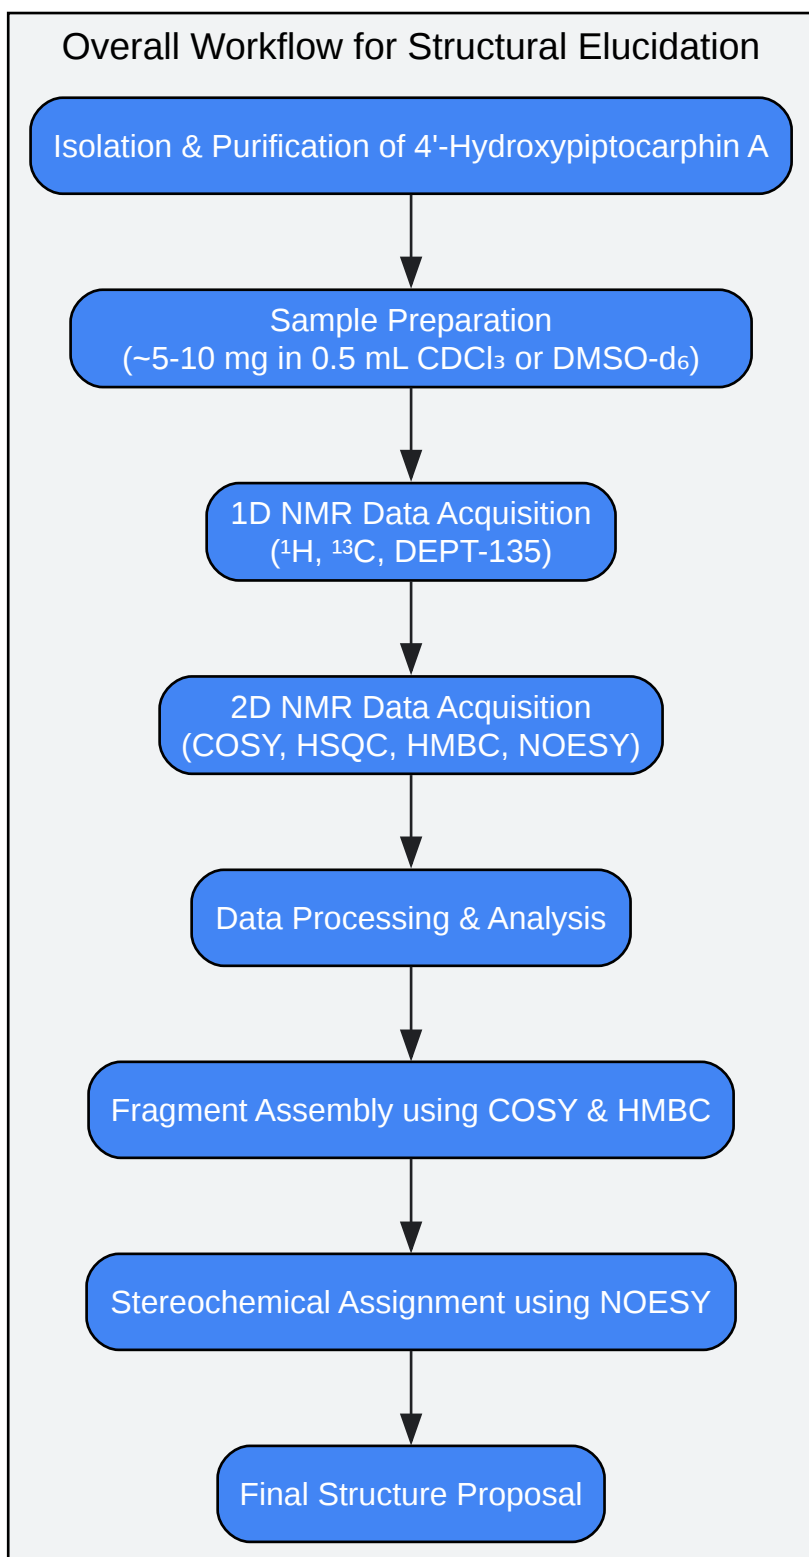 Overall Workflow for Structural Elucidation
Isolation & Purification of 4'-Hydroxypiptocarphin A
Sample Preparation
(~5-10 mg in 0.5 mL CDCl₃ or DMSO-d₆)
1D NMR Data Acquisition
(¹H, ¹³C, DEPT-135)
2D NMR Data Acquisition
(COSY, HSQC, HMBC, NOESY)
Data Processing & Analysis
Fragment Assembly using COSY & HMBC
Stereochemical Assignment using NOESY
Final Structure Proposal